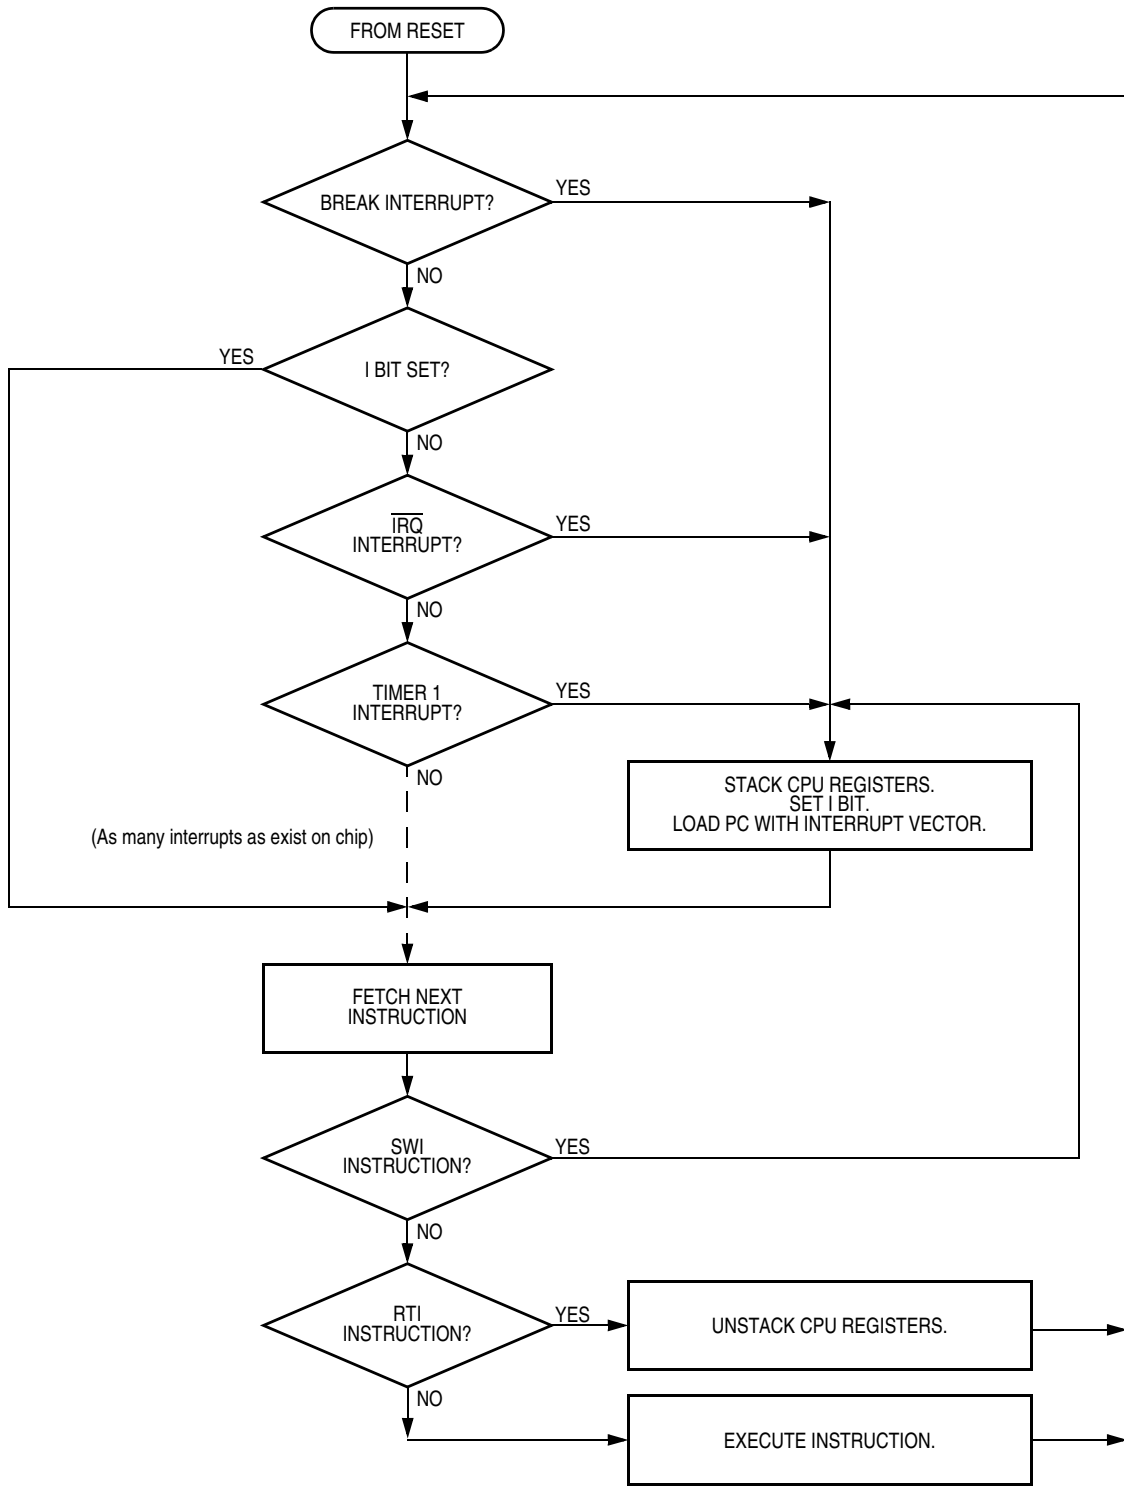 FROM RESET
BREAK INTERRUPT?
YES
NO
YES
I BIT SET?
NO
IRQ
INTERRUPT?
YES
NO
TIMER 1
INTERRUPT?
YES
NO
STACK CPU REGISTERS.
SET I BIT.
LOAD PC WITH INTERRUPT VECTOR.
(As many interrupts as exist on chip)
FETCH NEXT
INSTRUCTION
SWI
INSTRUCTION?
YES
NO
RTI
INSTRUCTION?
YES
UNSTACK CPU REGISTERS.
NO
EXECUTE INSTRUCTION.